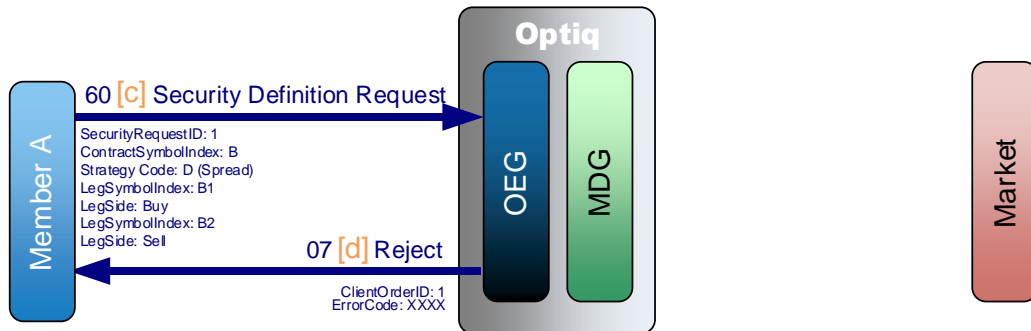 Optiq
60 [c] Security Definition Request
SecurityRequestID: 1
ContractSymbolIndex: B
Strategy Code: D (Spread)
LegSymbolIndex: B1
LegSide: Buy
LegSymbolIndex: B2
LegSide: Sell
07 [d] Reject
ClientOrderID: 1
ErrorCode: XXXX
Member A
OEG
MDG
Market